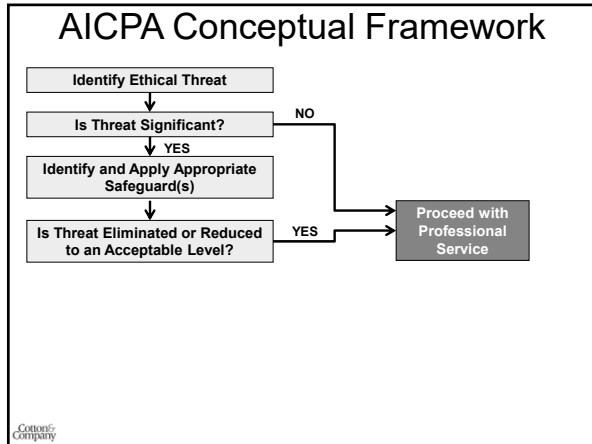 AICPA Conceptual Framework
Identify Ethical Threat
Is Threat Significant?
NO
YES
Identify and Apply Appropriate
Safeguard(s)
Is Threat Eliminated or Reduced
to an Acceptable Level?
YES
Proceed with
Professional
Service
Cotton&
Company